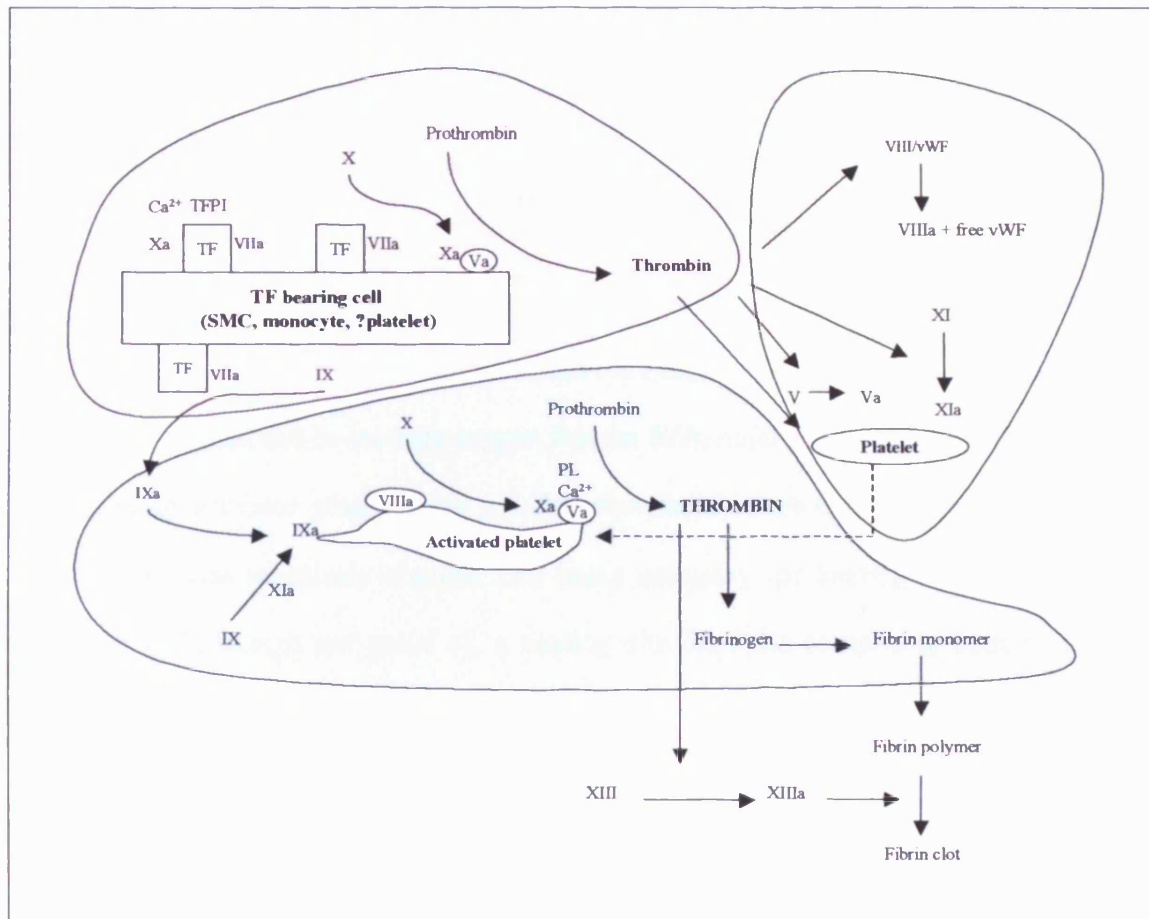 Prothrombin
X
Ca²⁺ TFPI
Xa
TF
VIIa
TF
VIIa
Xa
Va
Thrombin
TF bearing cell
(SMC, monocyte, ?platelet)
TF
VIIa
IX
VIII/vWF
VIIIa + free vWF
XI
XIa
V
Va
Platelet
Prothrombin
X
PL
Ca²⁺
IXa
VIIIa
Xa
Va
THROMBIN
IXa
Activated platelet
XIa
IX
Fibrinogen
Fibrin monomer
Fibrin polymer
XIII
XIIIa
Fibrin clot